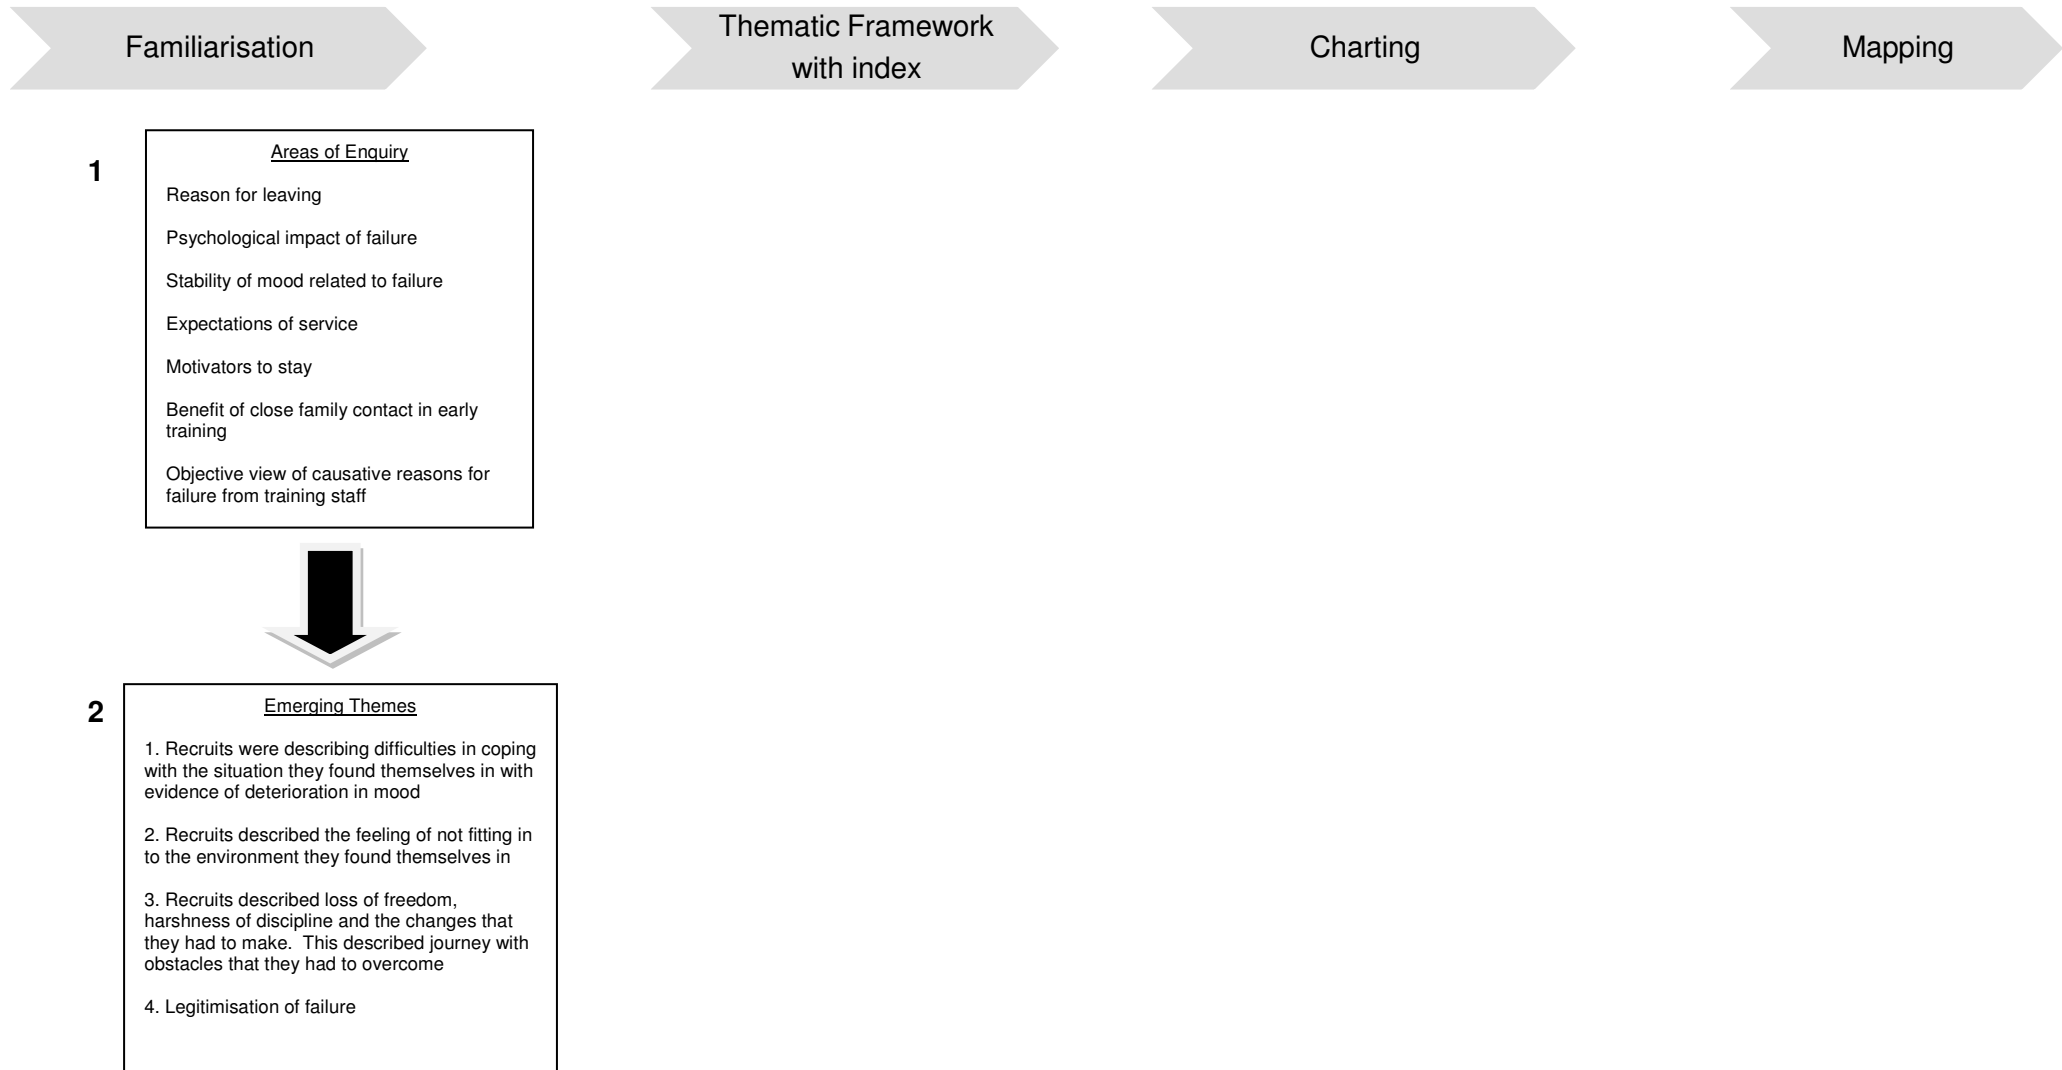 Familiarisation
Thematic Framework
with index
Charting
Mapping
1
Areas of Enquiry
Reason for leaving
Psychological impact of failure
Stability of mood related to failure
Expectations of service
Motivators to stay
Benefit of close family contact in early
training
Objective view of causative reasons for
failure from training staff
2
Emerging Themes
1. Recruits were describing difficulties in coping
with the situation they found themselves in with
evidence of deterioration in mood
2. Recruits described the feeling of not fitting in
to the environment they found themselves in
3. Recruits described loss of freedom,
harshness of discipline and the changes that
they had to make.  This described journey with
obstacles that they had to overcome
4. Legitimisation of failure